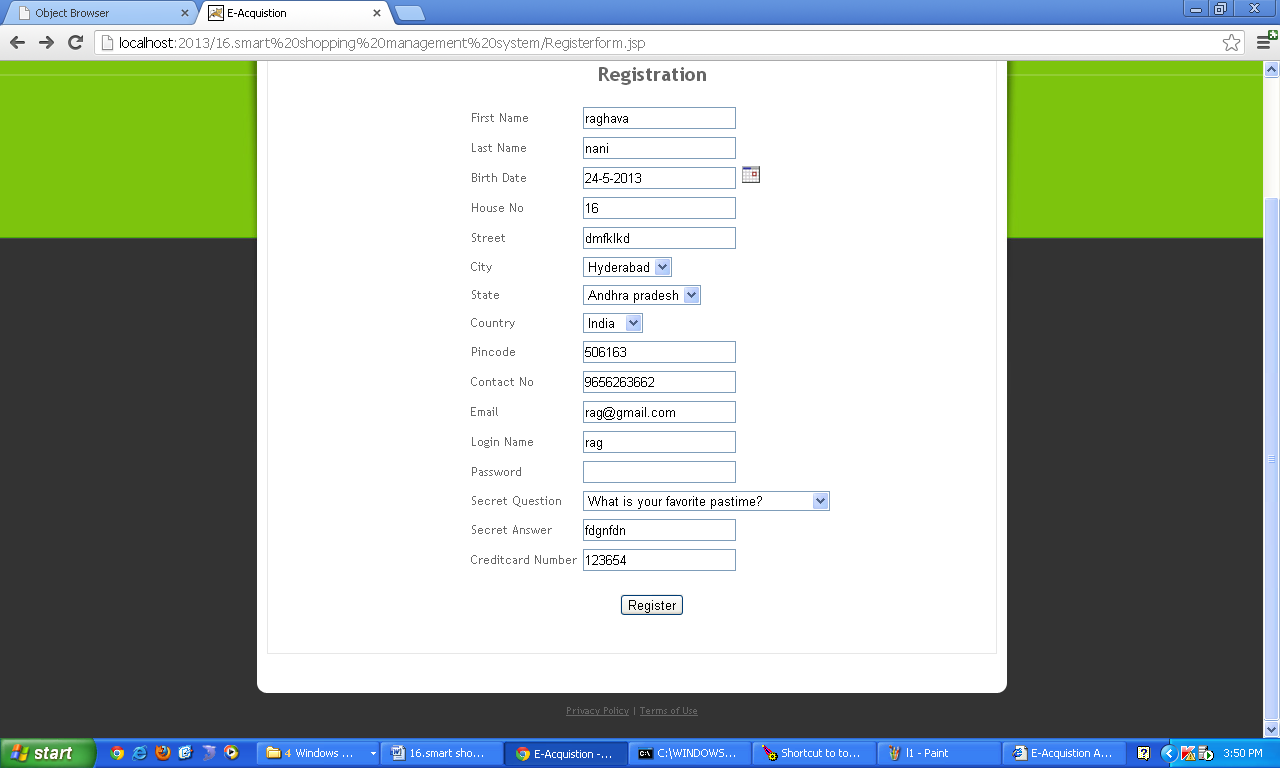 Object Browser
E-Acquistion
localhost:2013/16.smart%20shopping%20management%20system/Registerform.jsp
Registration
First Name raghava
Last Name nani
Birth Date 24-5-2013
House No 16
Street dmfklkd
City Hyderabad
State Andhra pradesh
Country India
Pincode 506163
Contact No 9656263662
Email rag@gmail.com
Login Name rag
Password
Secret Question What is your favorite pastime?
Secret Answer fdgnfdn
Creditcard Number 123654
Register
Privacy Policy | Terms of Use
start 4 Windows ... 16.smart sho... E-Acquistion -... C:\WINDOWS... Shortcut to to... l1 - Paint E-Acquistion A... 3:50 PM